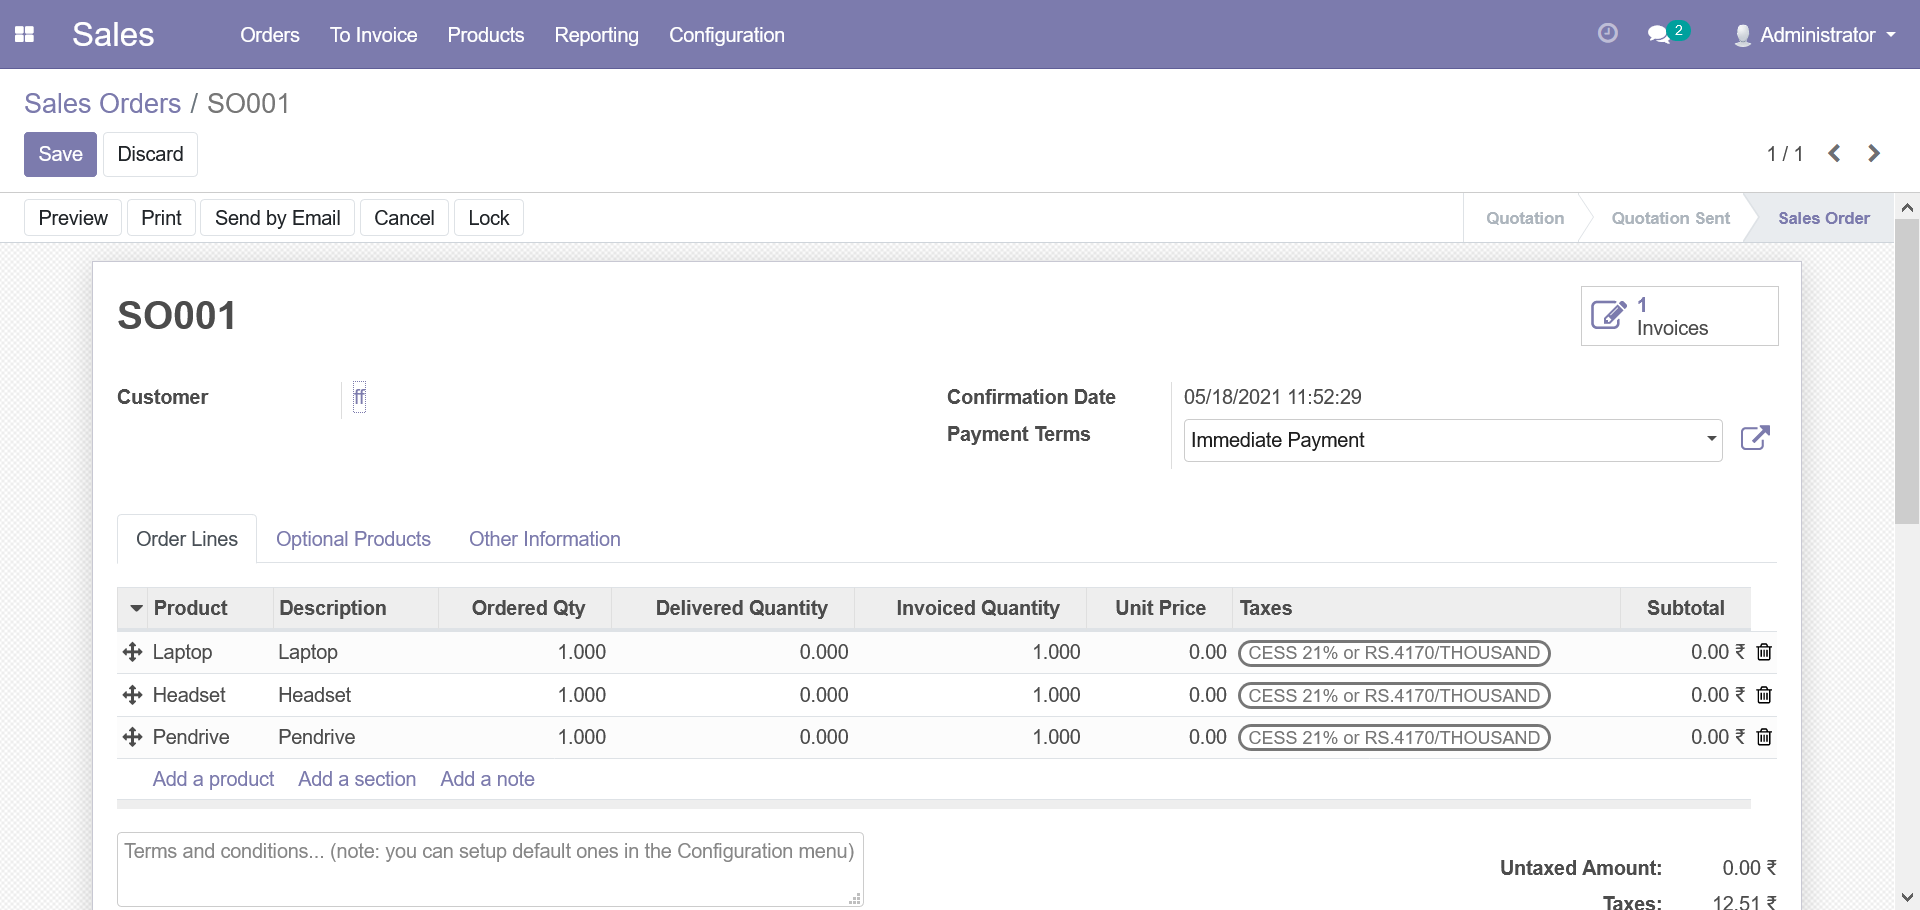 Sales Orders To Invoice Products Reporting Configuration 2 Administrator
Sales Orders / SO001
Save Discard 1 / 1
Preview Print Send by Email Cancel Lock Quotation Quotation Sent Sales Order
SO001
1
Invoices
Customer ff Confirmation Date 05/18/2021 11:52:29
Payment Terms Immediate Payment
Order Lines Optional Products Other Information
Product Description Ordered Qty Delivered Quantity Invoiced Quantity Unit Price Taxes Subtotal
Laptop Laptop 1.000 0.000 1.000 0.00 CESS 21% or RS.4170/THOUSAND 0.00 ₹
Headset Headset 1.000 0.000 1.000 0.00 CESS 21% or RS.4170/THOUSAND 0.00 ₹
Pendrive Pendrive 1.000 0.000 1.000 0.00 CESS 21% or RS.4170/THOUSAND 0.00 ₹
Add a product Add a section Add a note
Terms and conditions... (note: you can setup default ones in the Configuration menu)
Untaxed Amount: 0.00 ₹
Taxes: 12.51 ₹